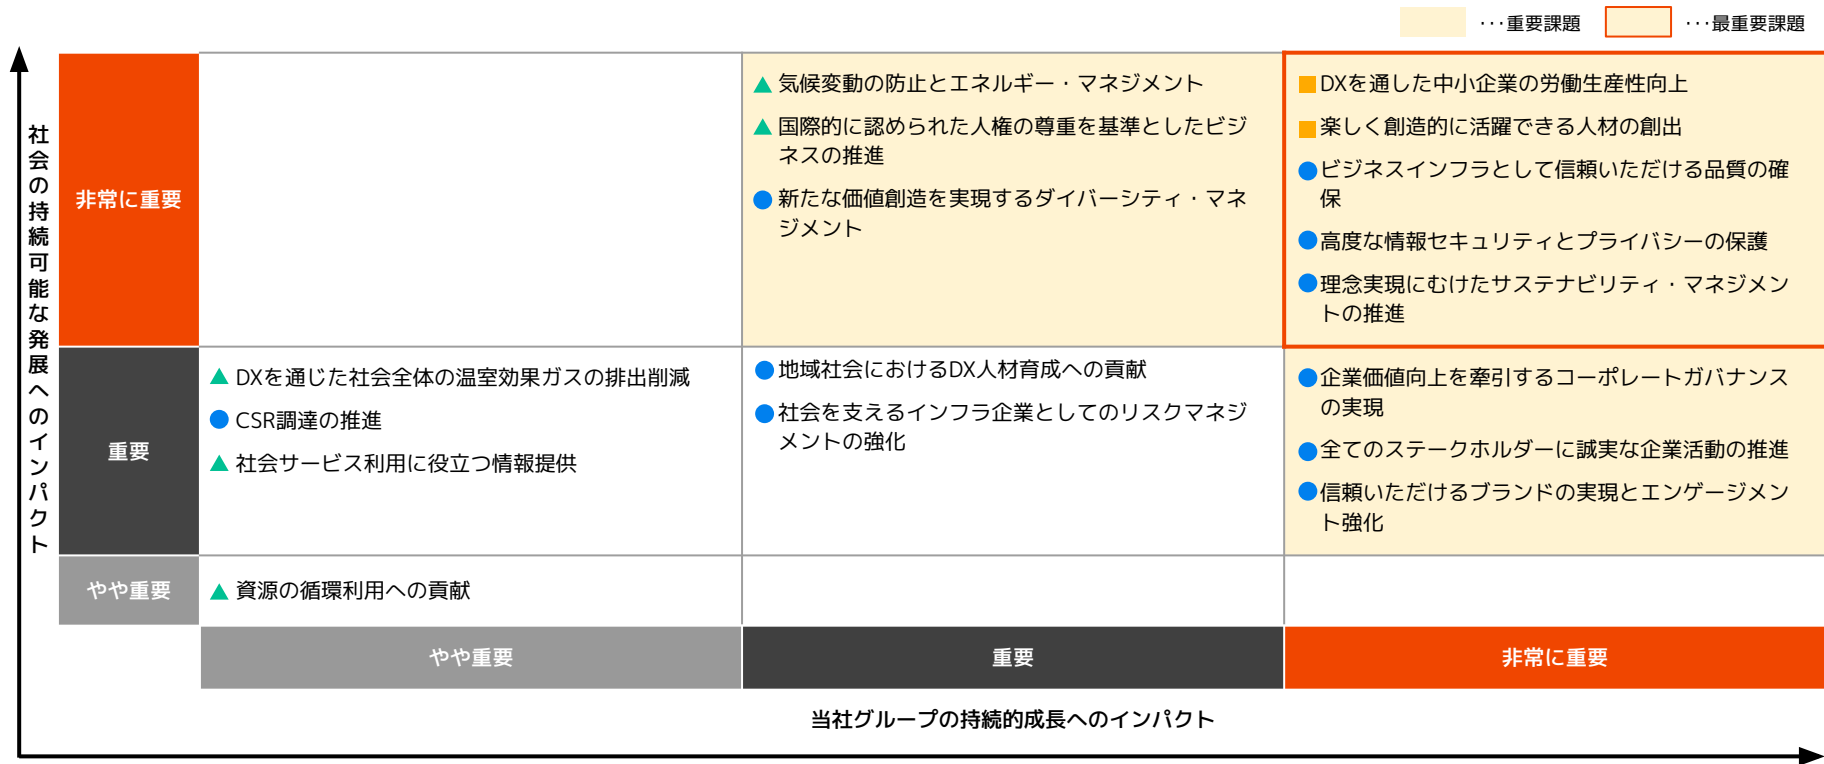 ･･･重要課題
･･･最重要課題
社会の持続可能な発展へのインパクト
非常に重要
気候変動の防止とエネルギー・マネジメント
国際的に認められた人権の尊重を基準としたビジ
ネスの推進
新たな価値創造を実現するダイバーシティ・マネ
ジメント
DXを通した中小企業の労働生産性向上
楽しく創造的に活躍できる人材の創出
ビジネスインフラとして信頼いただける品質の確
保
高度な情報セキュリティとプライバシーの保護
理念実現にむけたサステナビリティ・マネジメン
トの推進
重要
DXを通じた社会全体の温室効果ガスの排出削減
CSR調達の推進
社会サービス利用に役立つ情報提供
地域社会におけるDX人材育成への貢献
社会を支えるインフラ企業としてのリスクマネジ
メントの強化
企業価値向上を牽引するコーポレートガバナンス
の実現
全てのステークホルダーに誠実な企業活動の推進
信頼いただけるブランドの実現とエンゲージメン
ト強化
やや重要
資源の循環利用への貢献
やや重要
重要
非常に重要
当社グループの持続的成長へのインパクト